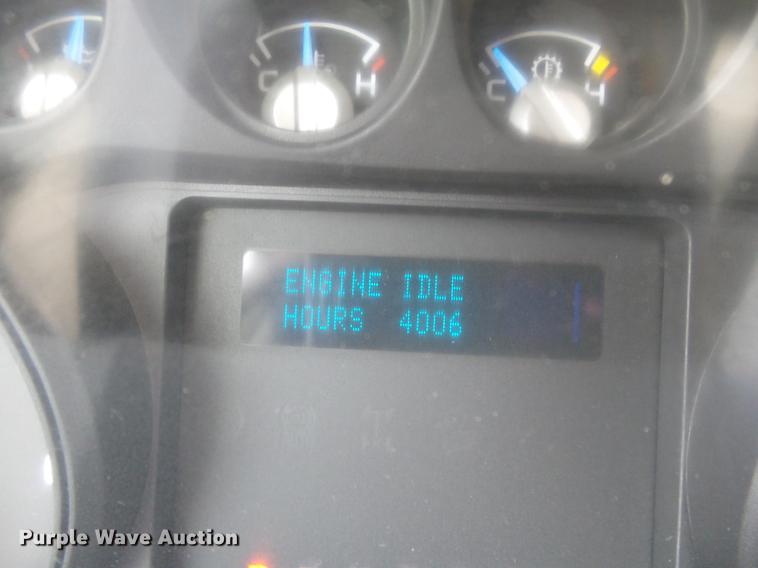 C H
C H
ENGINE IDLE
HOURS 4006
Purple Wave Auction